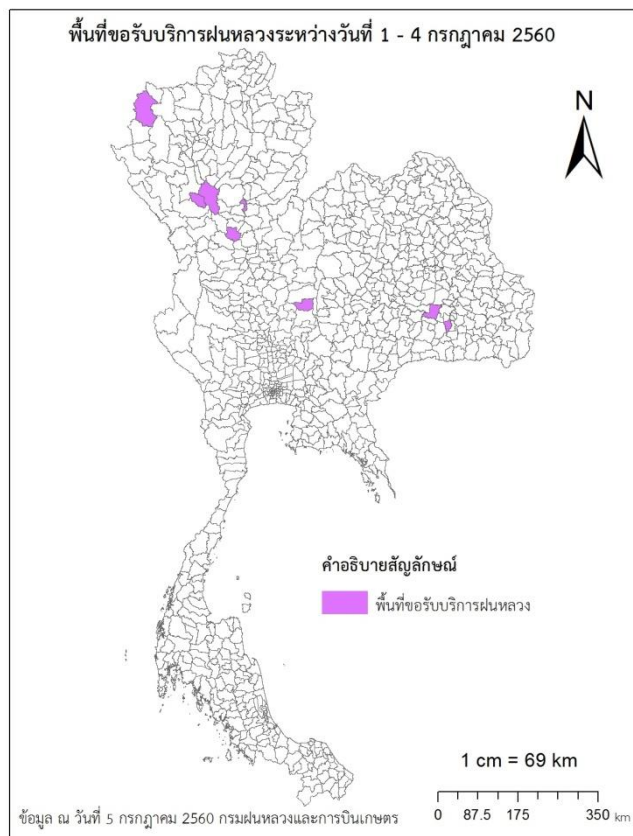 พื้นที่ขอรับบริการฝนหลวงระหว่างวันที่ 1 - 4 กรกฎาคม 2560
N
คำอธิบายสัญลักษณ์
พื้นที่ขอรับบริการฝนหลวง
1 cm = 69 km
0 87.5 175 350 km
ข้อมูล ณ วันที่ 5 กรกฎาคม 2560 กรมฝนหลวงและการบินเกษตร